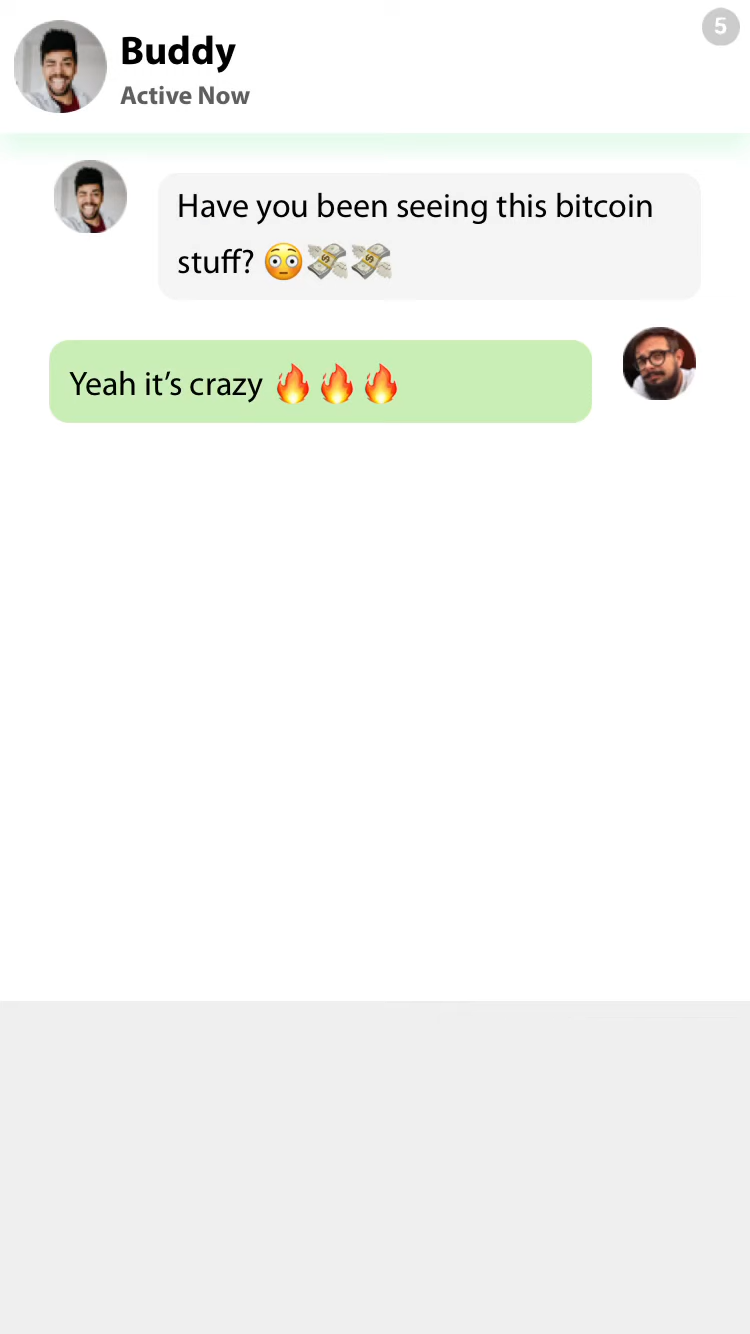 5
Buddy
Active Now
Have you been seeing this bitcoin
stuff? 😳💸💸
Yeah it’s crazy 🔥🔥🔥